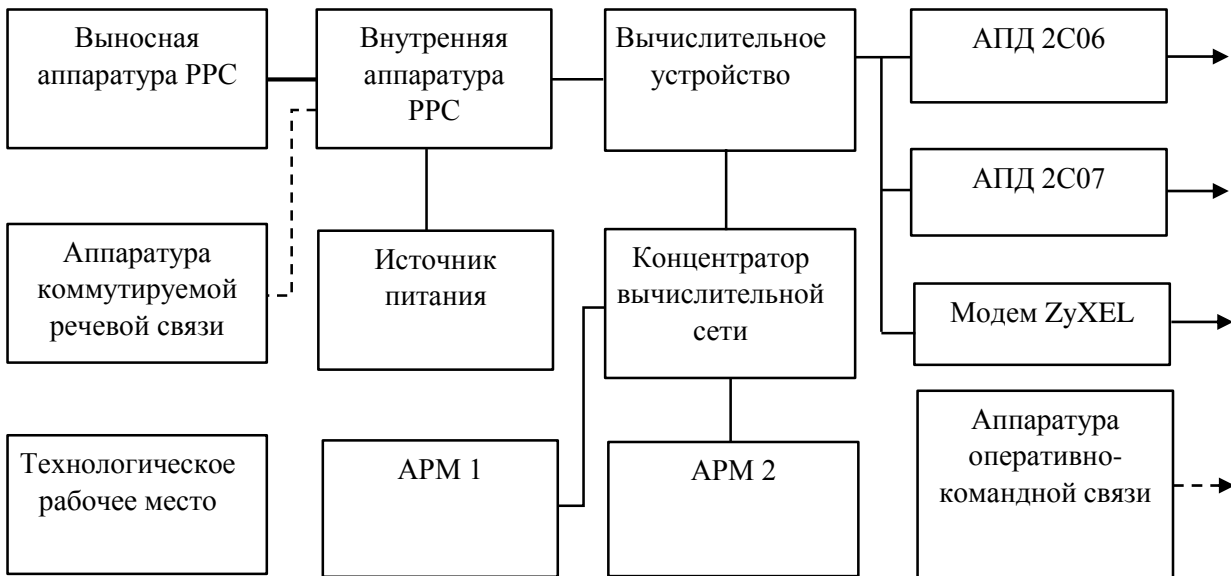 Выносная
аппаратура РРС
Внутренняя
аппаратура
РРС
Вычислительное
устройство
АПД 2С06
АПД 2С07
Аппаратура
коммутируемой
речевой связи
Источник
питания
Концентратор
вычислительной
сети
Модем ZyXEL
Технологическое
рабочее место
АРМ 1
АРМ 2
Аппаратура
оперативно-
командной связи